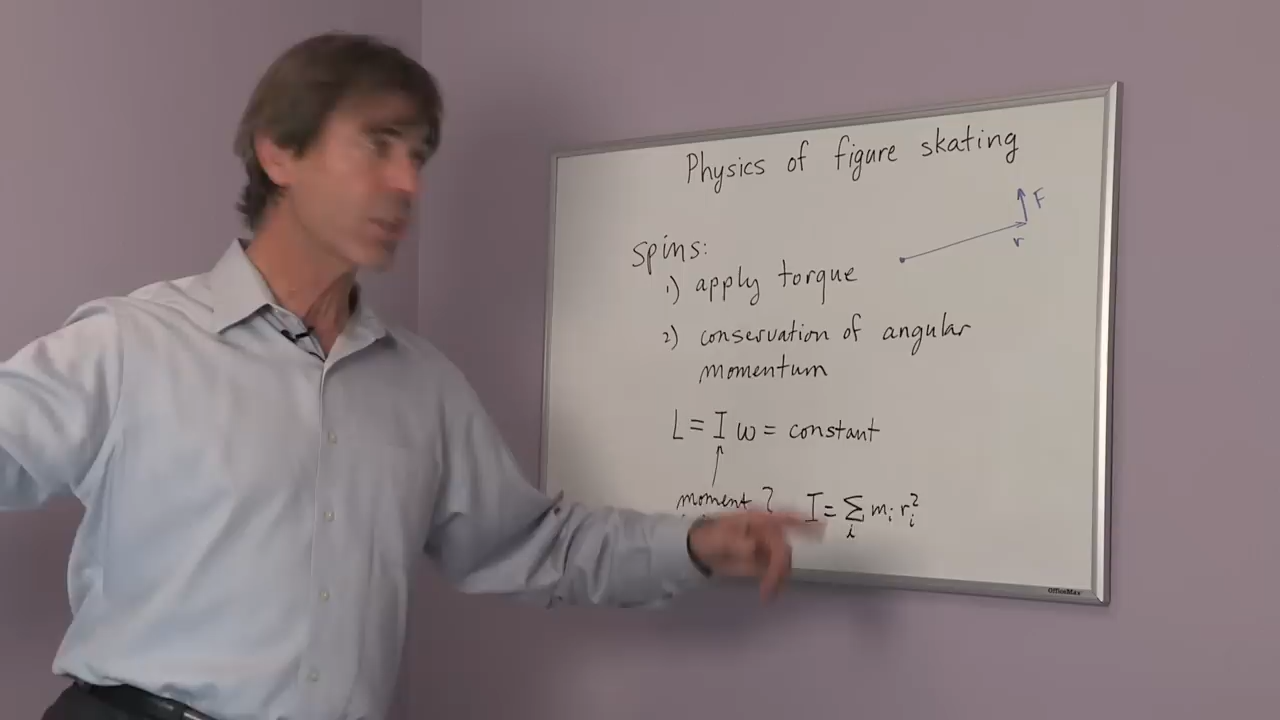 Physics of figure skating
F
r
spins:
1) apply torque
2) conservation of angular
momentum
L = I ω = constant
moment ? I = Σ mᵢ rᵢ²
i
OfficeMax